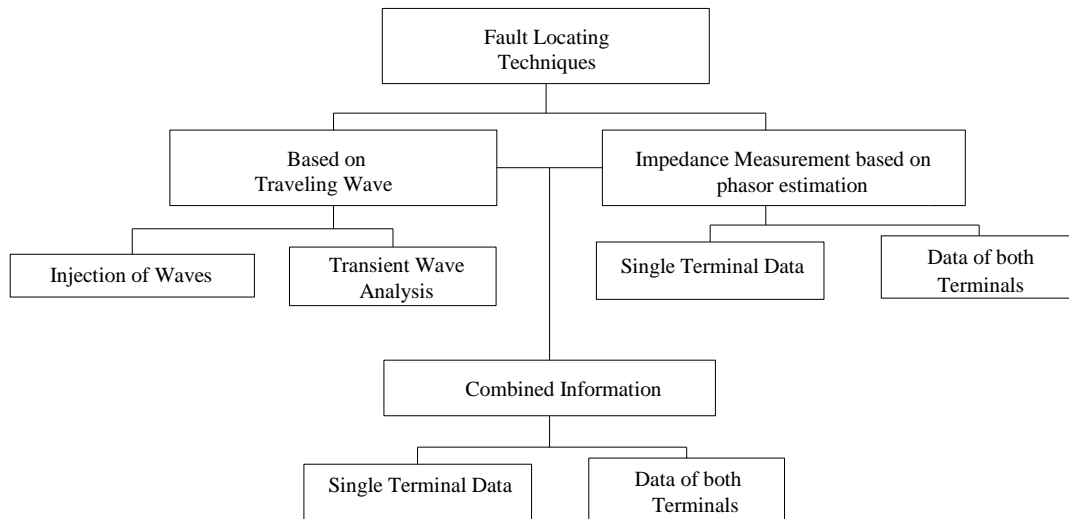 Fault Locating
Techniques
Based on
Traveling Wave
Impedance Measurement based on
phasor estimation
Injection of Waves
Transient Wave
Analysis
Single Terminal Data
Data of both
Terminals
Combined Information
Single Terminal Data
Data of both
Terminals